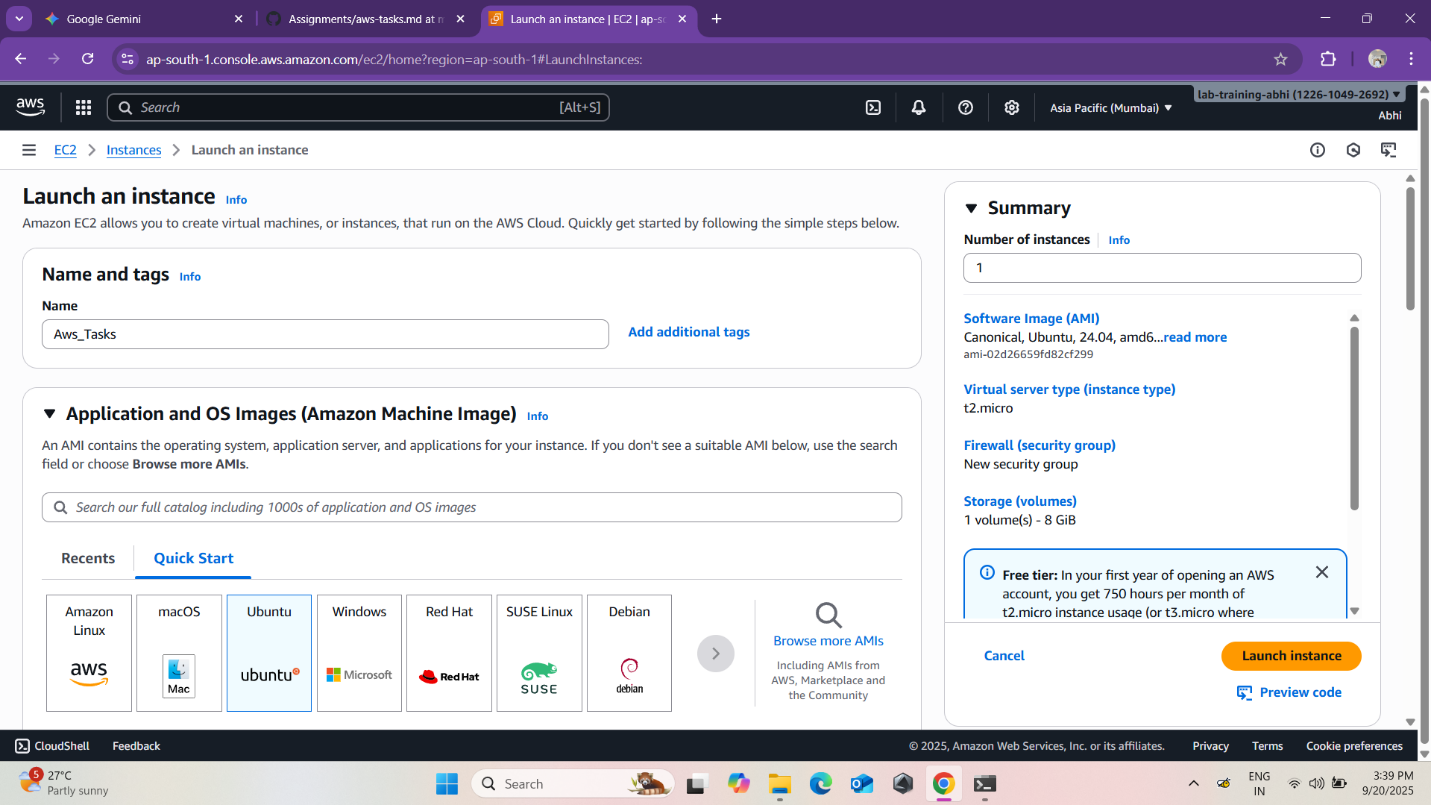 Google Gemini
Assignments/aws-tasks.md at m
Launch an instance | EC2 | ap-so
ap-south-1.console.aws.amazon.com/ec2/home?region=ap-south-1#LaunchInstances:
aws
Search
[Alt+S]
Asia Pacific (Mumbai)
lab-training-abhi (1226-1049-2692)
Abhi
EC2
Instances
Launch an instance
Launch an instance
Info
Amazon EC2 allows you to create virtual machines, or instances, that run on the AWS Cloud. Quickly get started by following the simple steps below.
Name and tags
Info
Name
Aws_Tasks
Add additional tags
Application and OS Images (Amazon Machine Image)
Info
An AMI contains the operating system, application server, and applications for your instance. If you don't see a suitable AMI below, use the search
field or choose Browse more AMIs.
Search our full catalog including 1000s of application and OS images
Recents
Quick Start
Amazon
Linux
aws
macOS
Mac
Ubuntu
ubuntu
Windows
Microsoft
Red Hat
Red Hat
SUSE Linux
SUSE
Debian
debian
Browse more AMIs
Including AMIs from
AWS, Marketplace and
the Community
Summary
Number of instances
Info
1
Software Image (AMI)
Canonical, Ubuntu, 24.04, amd6...read more
ami-02d26659fd82cf299
Virtual server type (instance type)
t2.micro
Firewall (security group)
New security group
Storage (volumes)
1 volume(s) - 8 GiB
Free tier: In your first year of opening an AWS
account, you get 750 hours per month of
t2.micro instance usage (or t3.micro where
Cancel
Launch instance
Preview code
CloudShell
Feedback
© 2025, Amazon Web Services, Inc. or its affiliates.
Privacy
Terms
Cookie preferences
5
27°C
Partly sunny
Search
ENG
IN
3:39 PM
9/20/2025